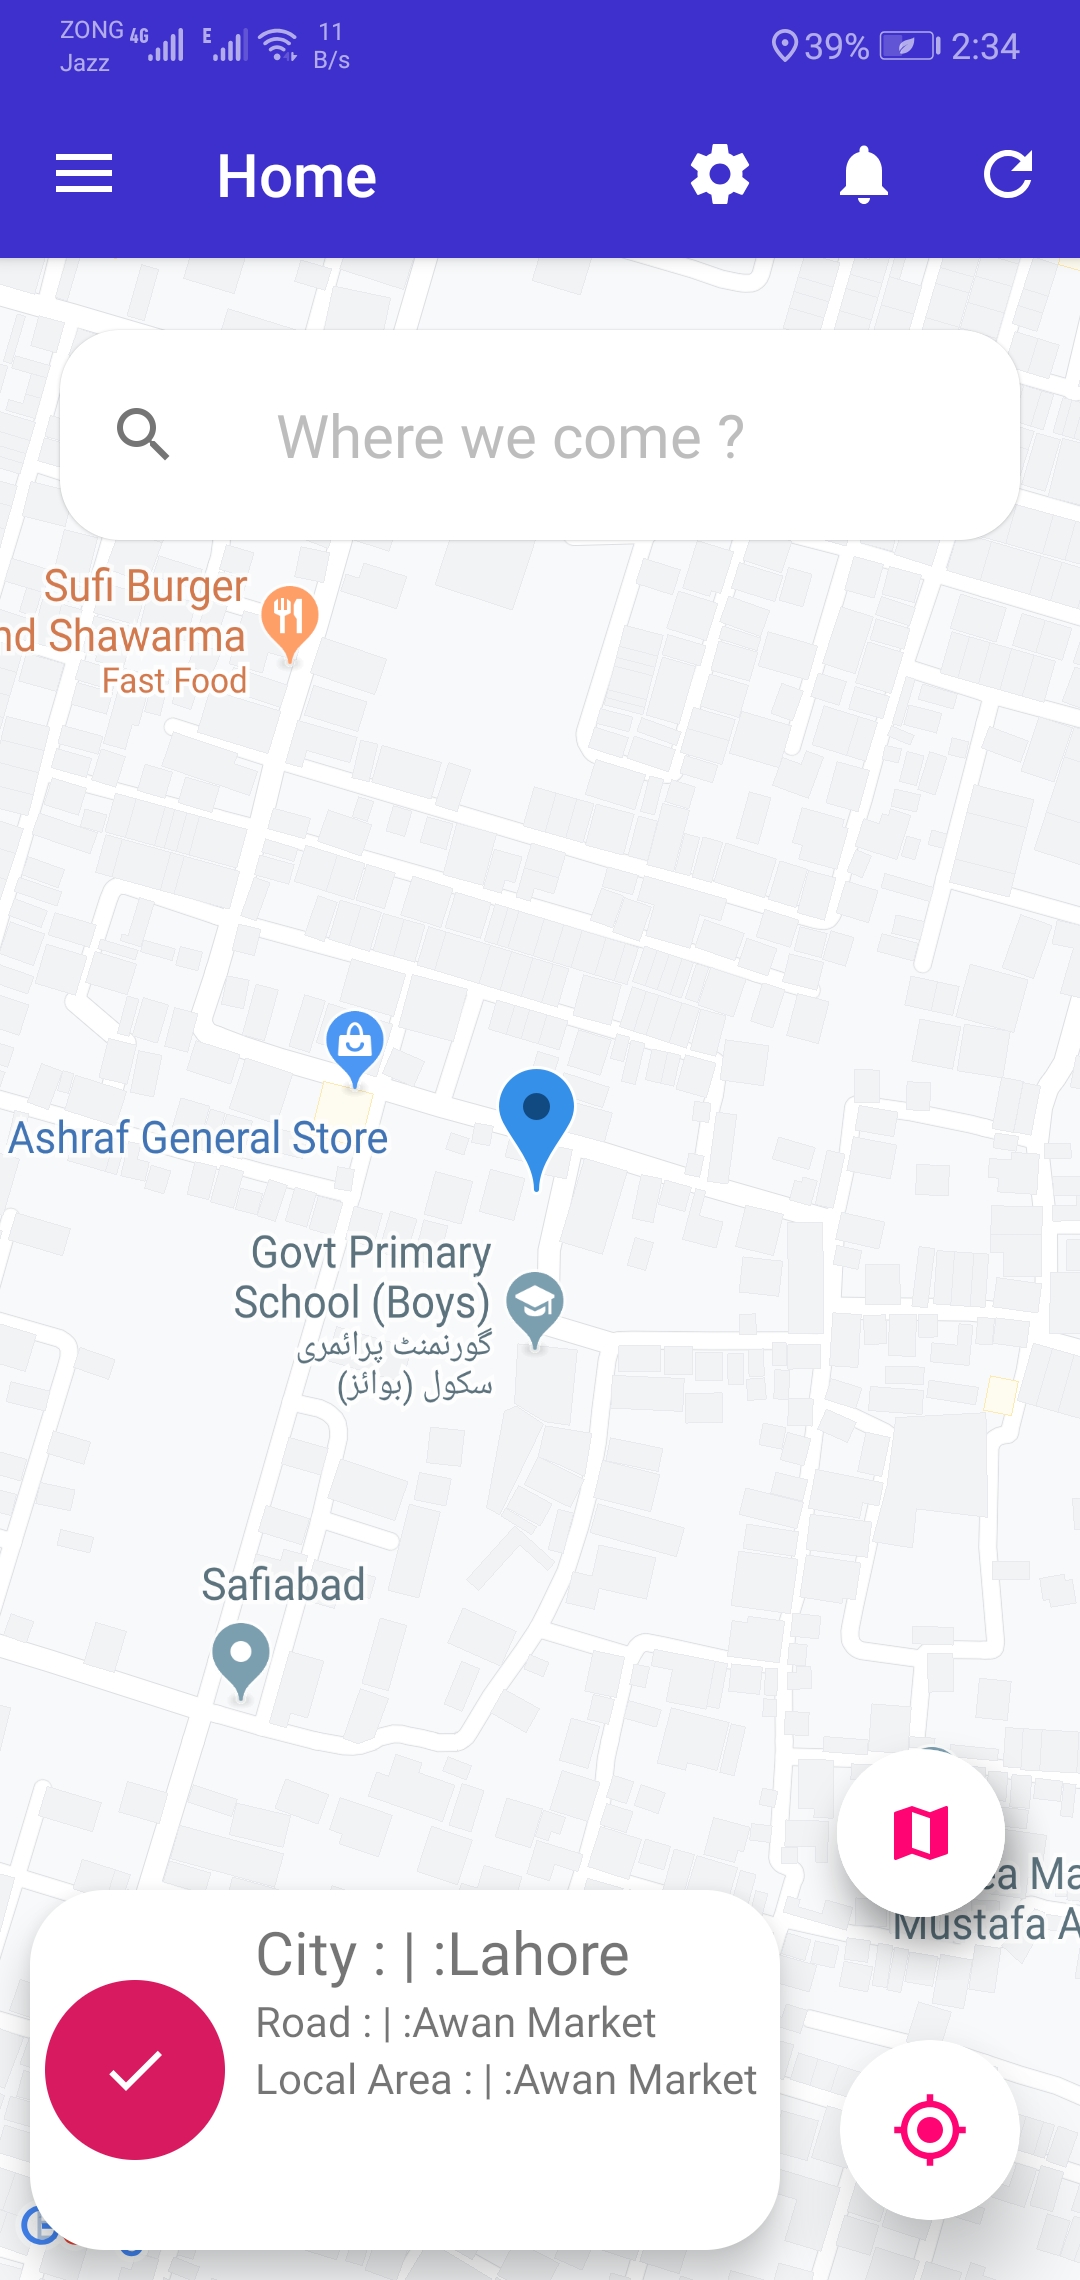 ZONG 4G E 11
Jazz B/s
39% 2:34
Home
Where we come ?
Sufi Burger
nd Shawarma
Fast Food
Ashraf General Store
Govt Primary
School (Boys)
گورنمنٹ پرائمری
سکول (بوائز)
Safiabad
ea Ma
Mustafa A
City : | :Lahore
Road : | :Awan Market
Local Area : | :Awan Market